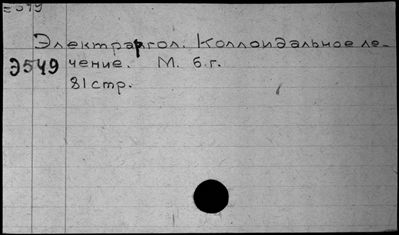 Э549
Электраргол. Коллоидальное ле-
Э549 чение. М. б.г.
81 стр.